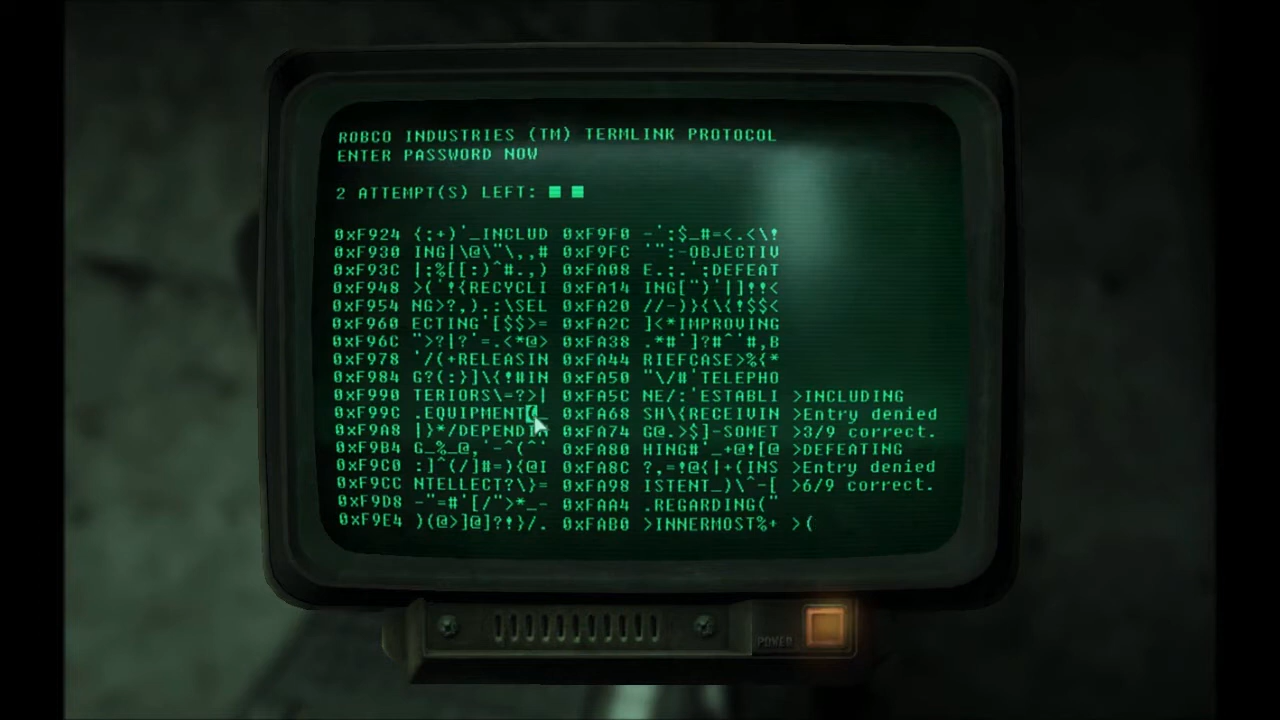 ROBCO INDUSTRIES (TM) TERMLINK PROTOCOL
ENTER PASSWORD NOW
2 ATTEMPT(S) LEFT: ■ ■
0xF924 {;+)'_INCLUD 0xF9F0 -':$_#=<.<\!
0xF930 ING|\@\"\,,# 0xF9FC '":-OBJECTIV
0xF93C |;%[[:)^#.,) 0xFA08 E.;.';DEFEAT
0xF948 >('!{RECYCLI 0xFA14 ING[")'|]!!<
0xF954 NG>?,).:\SEL 0xFA20 //-)}{\{!$$<
0xF960 ECTING'[$$>= 0xFA2C ]<*IMPROVING
0xF96C ">?|?'=.<*@> 0xFA38 .*#']?#^'#,B
0xF978 '/(+RELEASIN 0xFA44 RIEFCASE>%{*
0xF984 G?(:}]\{!#IN 0xFA50 "\/#'TELEPHO
0xF990 TERIORS\=?>| 0xFA5C NE/:'ESTABLI >INCLUDING
0xF99C .EQUIPMENT(_ 0xFA68 SH\{RECEIVIN >Entry denied
0xF9A8 |}*/DEPENDIN 0xFA74 G@.>$]-SOMET >3/9 correct.
0xF9B4 G_%_@,'-^(^' 0xFA80 HING#'_+@![@ >DEFEATING
0xF9C0 :]^(/]#=){@I 0xFA8C ?,=!@{|+(INS >Entry denied
0xF9CC NTELLECT?\}= 0xFA98 ISTENT_)\^-[ >6/9 correct.
0xF9D8 -"=#'[/">*_- 0xFAA4 .REGARDING("
0xF9E4 )(@>]@]?!}/. 0xFAB0 >INNERMOST%+ >(
POWER